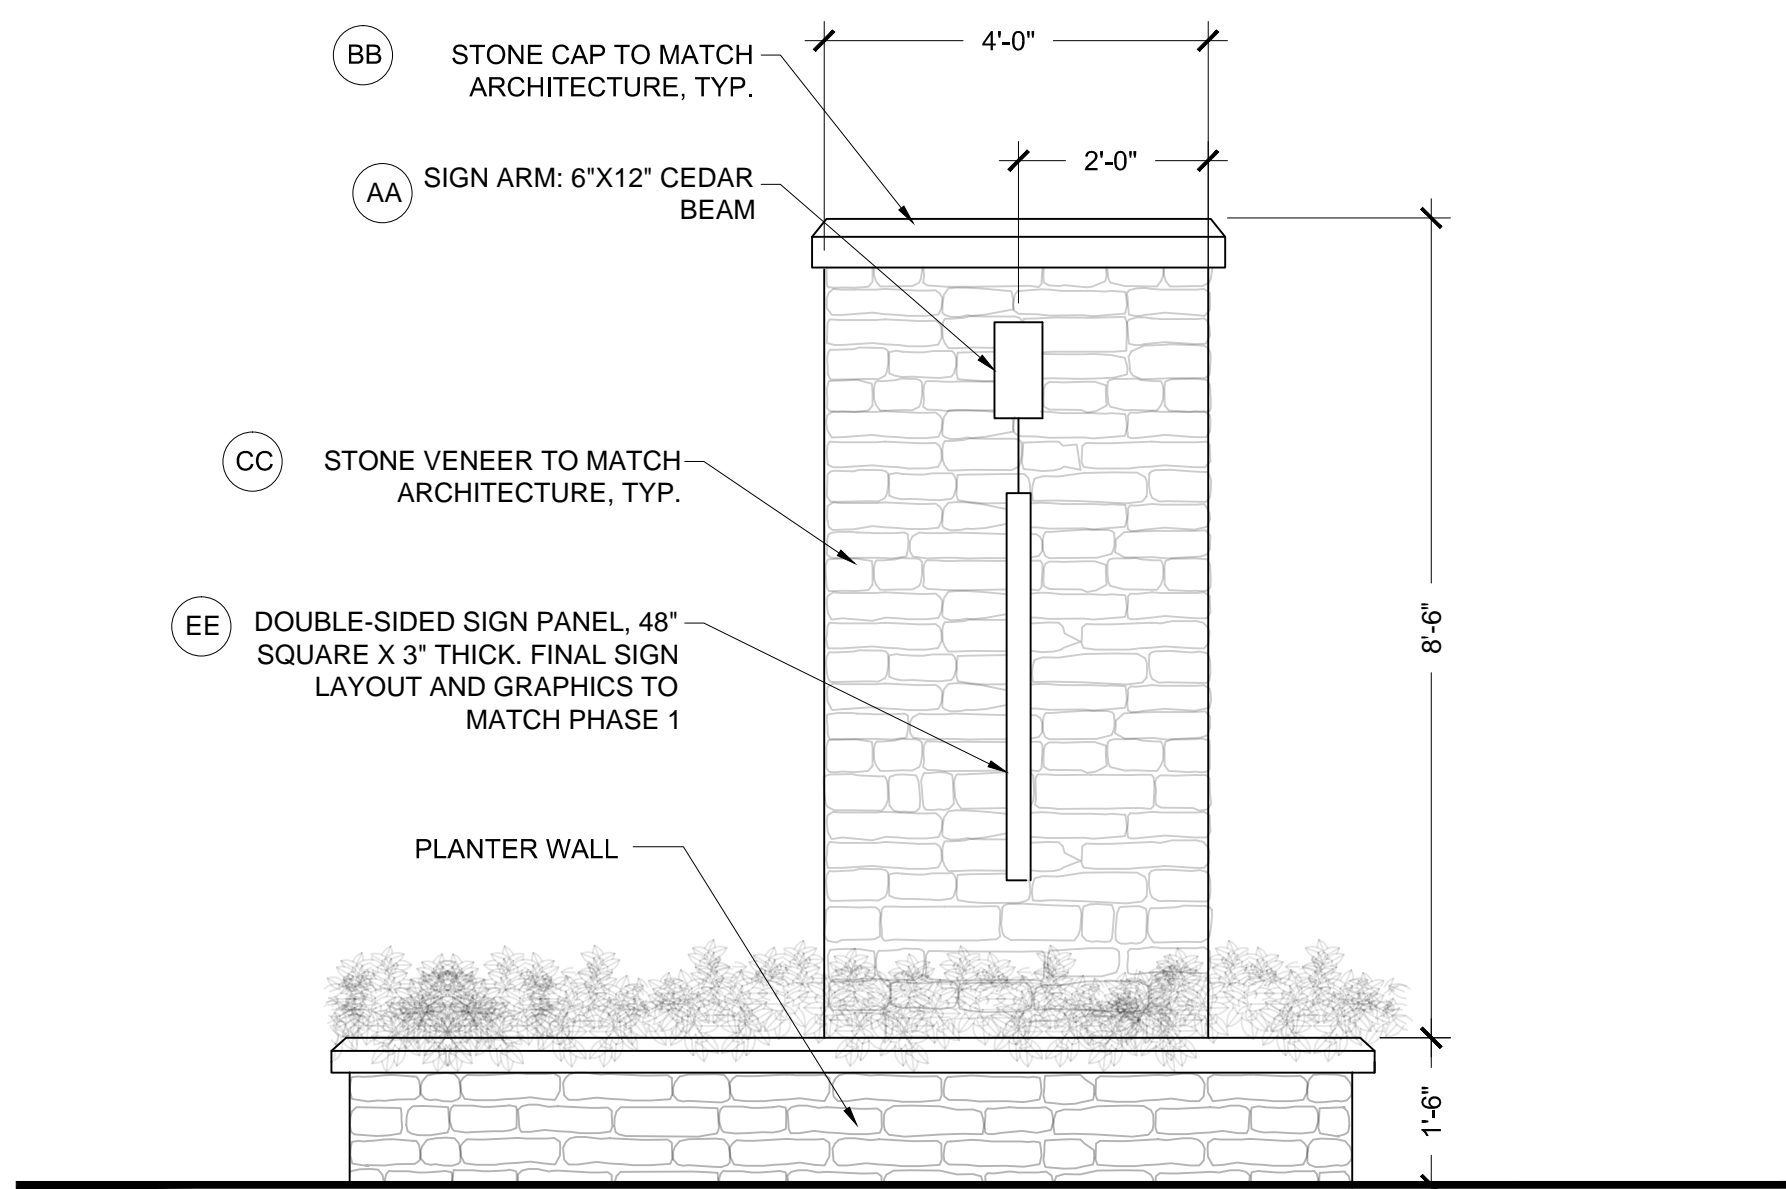 4'-0"
BB
STONE CAP TO MATCH
ARCHITECTURE, TYP.
2'-0"
AA
SIGN ARM: 6"X12" CEDAR
BEAM
CC
STONE VENEER TO MATCH
ARCHITECTURE, TYP.
EE
DOUBLE-SIDED SIGN PANEL, 48"
SQUARE X 3" THICK. FINAL SIGN
LAYOUT AND GRAPHICS TO
MATCH PHASE 1
8'-6"
PLANTER WALL
1'-6"